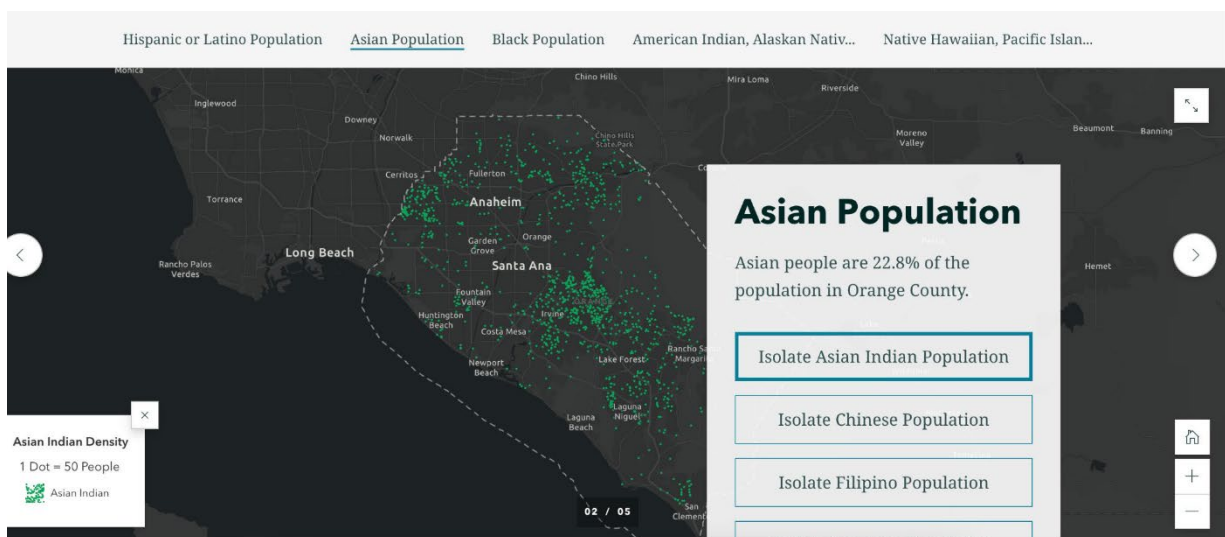 Hispanic or Latino Population
Asian Population
Black Population
American Indian, Alaskan Nativ...
Native Hawaiian, Pacific Islan...
Monica
Chino Hills
Mira Loma
Riverside
Inglewood
Downey
Norwalk
Chino Hills
State Park
Moreno
Valley
Beaumont
Banning
Cerritos
Fullerton
Torrance
Anaheim
Orange
Garden
Grove
Long Beach
Santa Ana
Rancho Palos
Verdes
Hemet
Fountain
Valley
Huntington
Beach
Irvine
Costa Mesa
Newport
Beach
Lake Forest
Rancho Sa
Margari
Laguna
Beach
Laguna
Niguel
San
Clement
Asian Population
Asian people are 22.8% of the
population in Orange County.
Isolate Asian Indian Population
Isolate Chinese Population
Isolate Filipino Population
Asian Indian Density
1 Dot = 50 People
Asian Indian
02 / 05